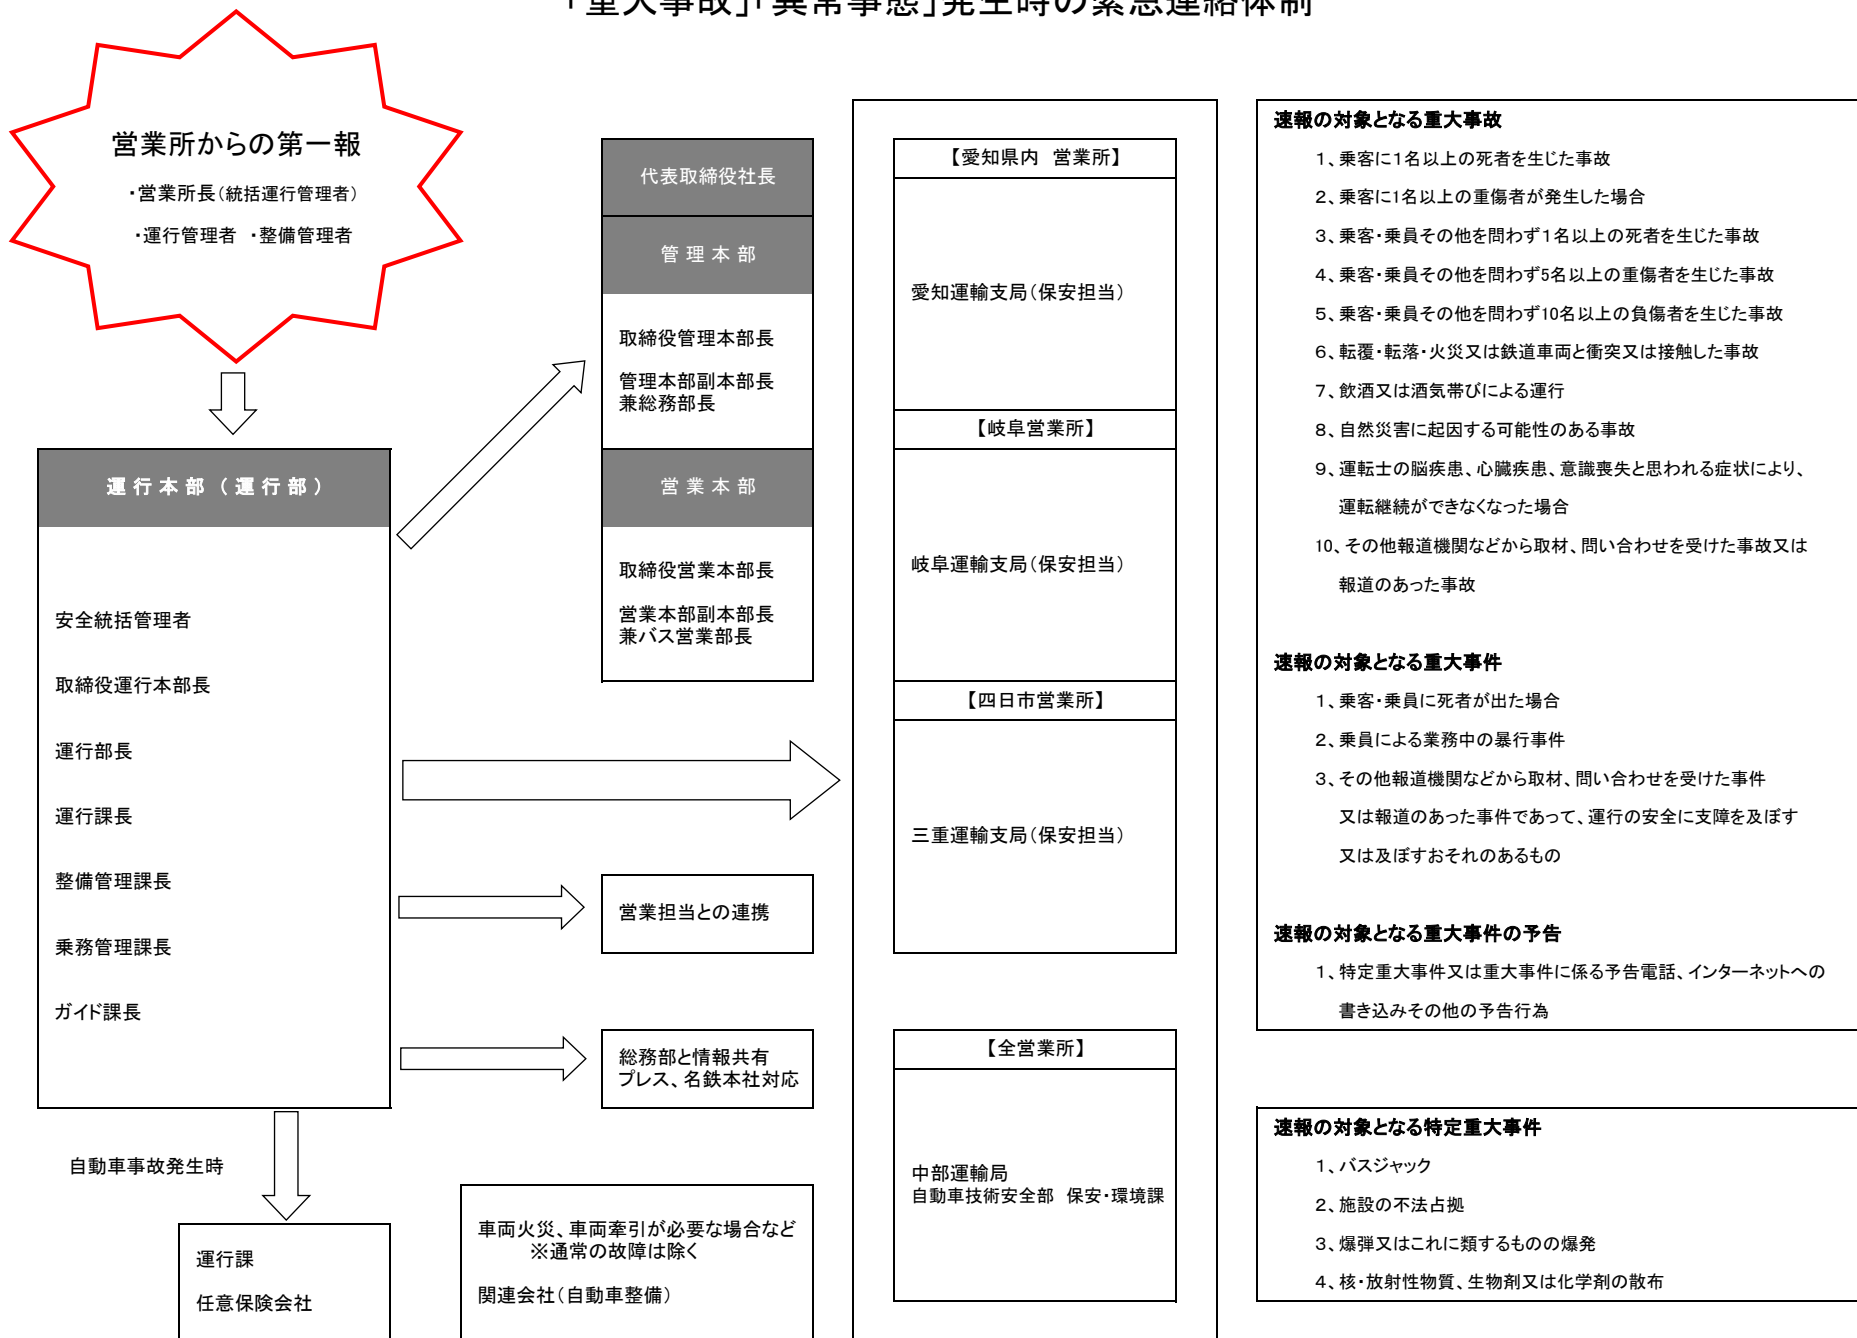 「重大事故」「異常事態」発生時の緊急連絡体制
営業所からの第一報
・営業所長（統括運行管理者）
・運行管理者　・整備管理者
運行本部（運行部）
安全統括管理者
取締役運行本部長
運行部長
運行課長
整備管理課長
乗務管理課長
ガイド課長
自動車事故発生時
運行課
任意保険会社
代表取締役社長
管理本部
取締役管理本部長
管理本部副本部長
兼総務部長
営業本部
取締役営業本部長
営業本部副本部長
兼バス営業部長
営業担当との連携
総務部と情報共有
プレス、名鉄本社対応
車両火災、車両牽引が必要な場合など
※通常の故障は除く
関連会社（自動車整備）
【愛知県内　営業所】
愛知運輸支局（保安担当）
【岐阜営業所】
岐阜運輸支局（保安担当）
【四日市営業所】
三重運輸支局（保安担当）
【全営業所】
中部運輸局
自動車技術安全部　保安・環境課
速報の対象となる重大事故
１、乗客に１名以上の死者を生じた事故
２、乗客に1名以上の重傷者が発生した場合
３、乗客・乗員その他を問わず１名以上の死者を生じた事故
４、乗客・乗員その他を問わず5名以上の重傷者を生じた事故
５、乗客・乗員その他を問わず10名以上の負傷者を生じた事故
６、転覆・転落・火災又は鉄道車両と衝突又は接触した事故
７、飲酒又は酒気帯びによる運行
８、自然災害に起因する可能性のある事故
９、運転士の脳疾患、心臓疾患、意識喪失と思われる症状により、
運転継続ができなくなった場合
10、その他報道機関などから取材、問い合わせを受けた事故又は
報道のあった事故
速報の対象となる重大事件
１、乗客・乗員に死者が出た場合
２、乗員による業務中の暴行事件
３、その他報道機関などから取材、問い合わせを受けた事件
又は報道のあった事件であって、運行の安全に支障を及ぼす
又は及ぼすおそれのあるもの
速報の対象となる重大事件の予告
１、特定重大事件又は重大事件に係る予告電話、インターネットへの
書き込みその他の予告行為
速報の対象となる特定重大事件
１、バスジャック
２、施設の不法占拠
３、爆弾又はこれに類するものの爆発
４、核・放射性物質、生物剤又は化学剤の散布